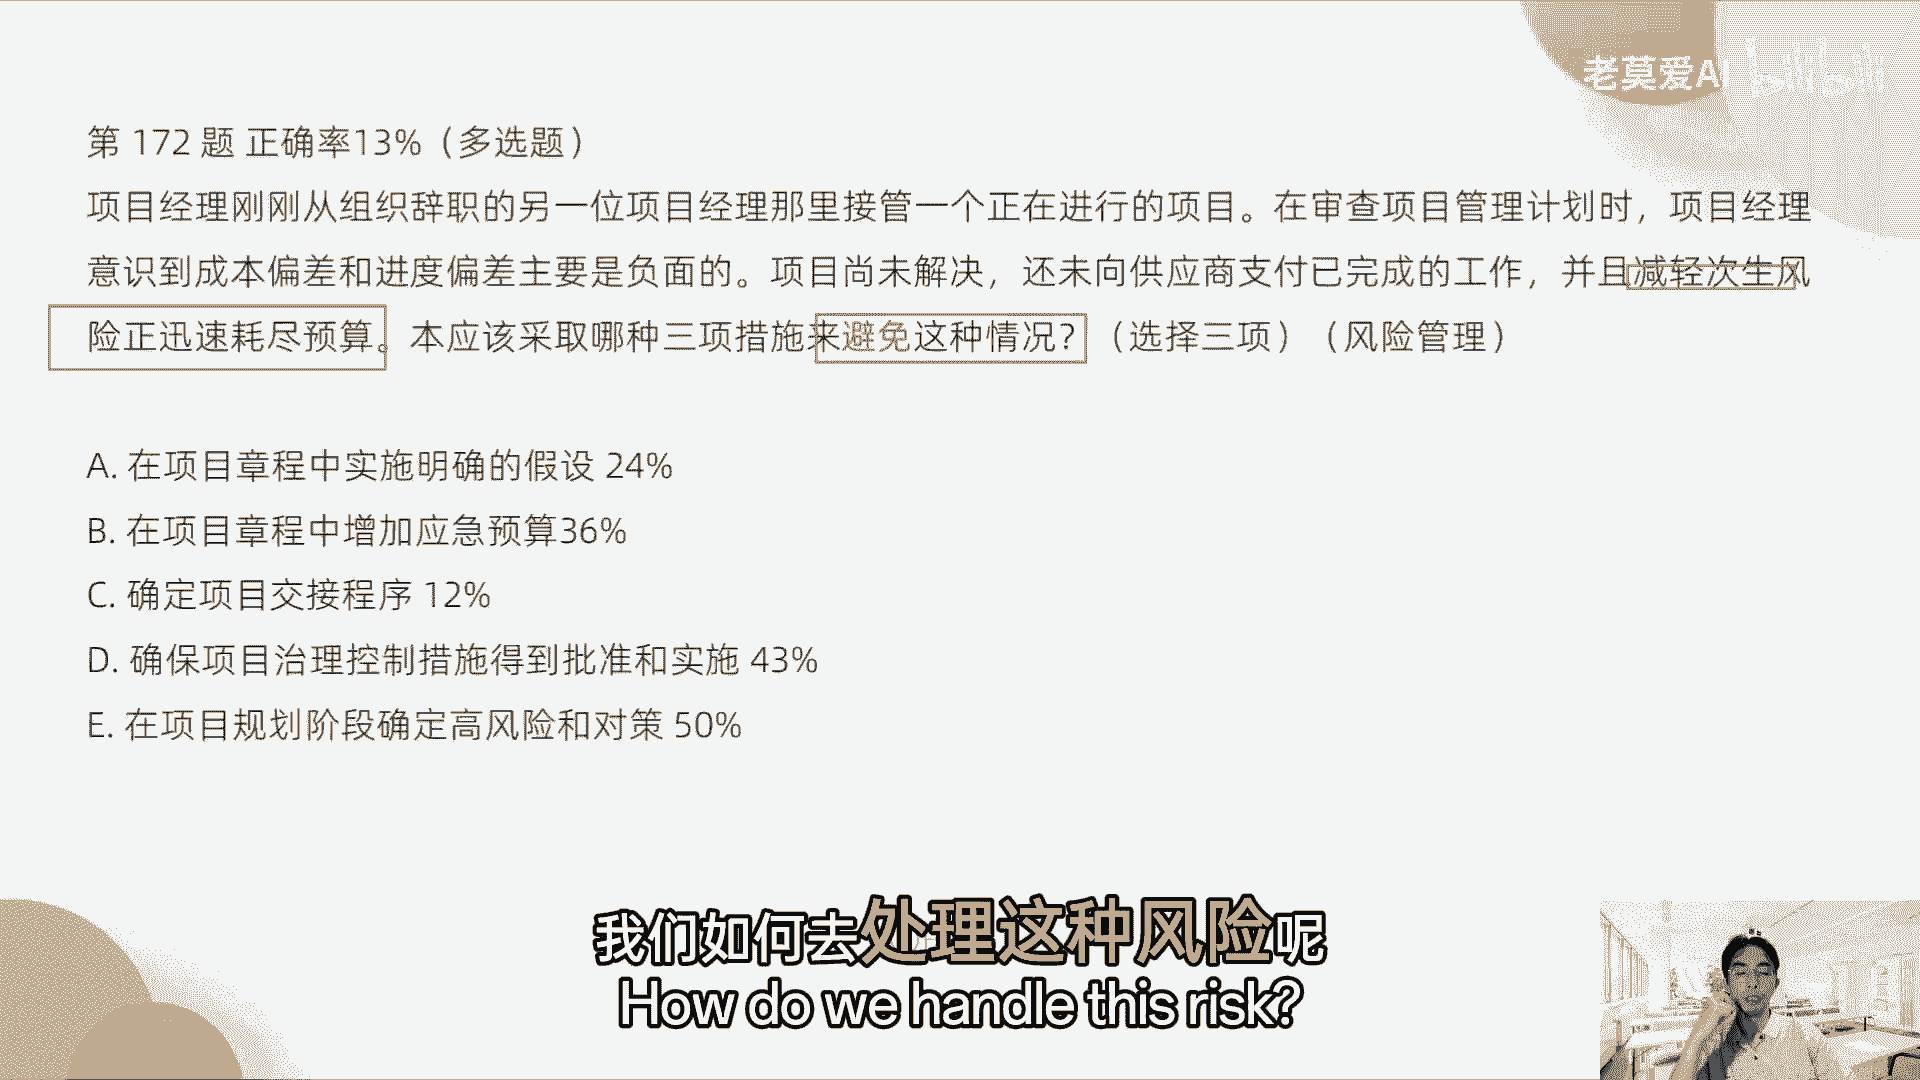 老莫爱AI bilibili
第 172 题 正确率13%（多选题）
项目经理刚刚从组织辞职的另一位项目经理那里接管一个正在进行的项目。在审查项目管理计划时，项目经理
意识到成本偏差和进度偏差主要是负面的。项目尚未解决，还未向供应商支付已完成的工作，并且减轻次生风
险正迅速耗尽预算。本应该采取哪种三项措施来避免这种情况？（选择三项）（风险管理）
A. 在项目章程中实施明确的假设 24%
B. 在项目章程中增加应急预算36%
C. 确定项目交接程序 12%
D. 确保项目治理控制措施得到批准和实施 43%
E. 在项目规划阶段确定高风险和对策 50%
我们如何去处理这种风险呢
How do we handle this risk?